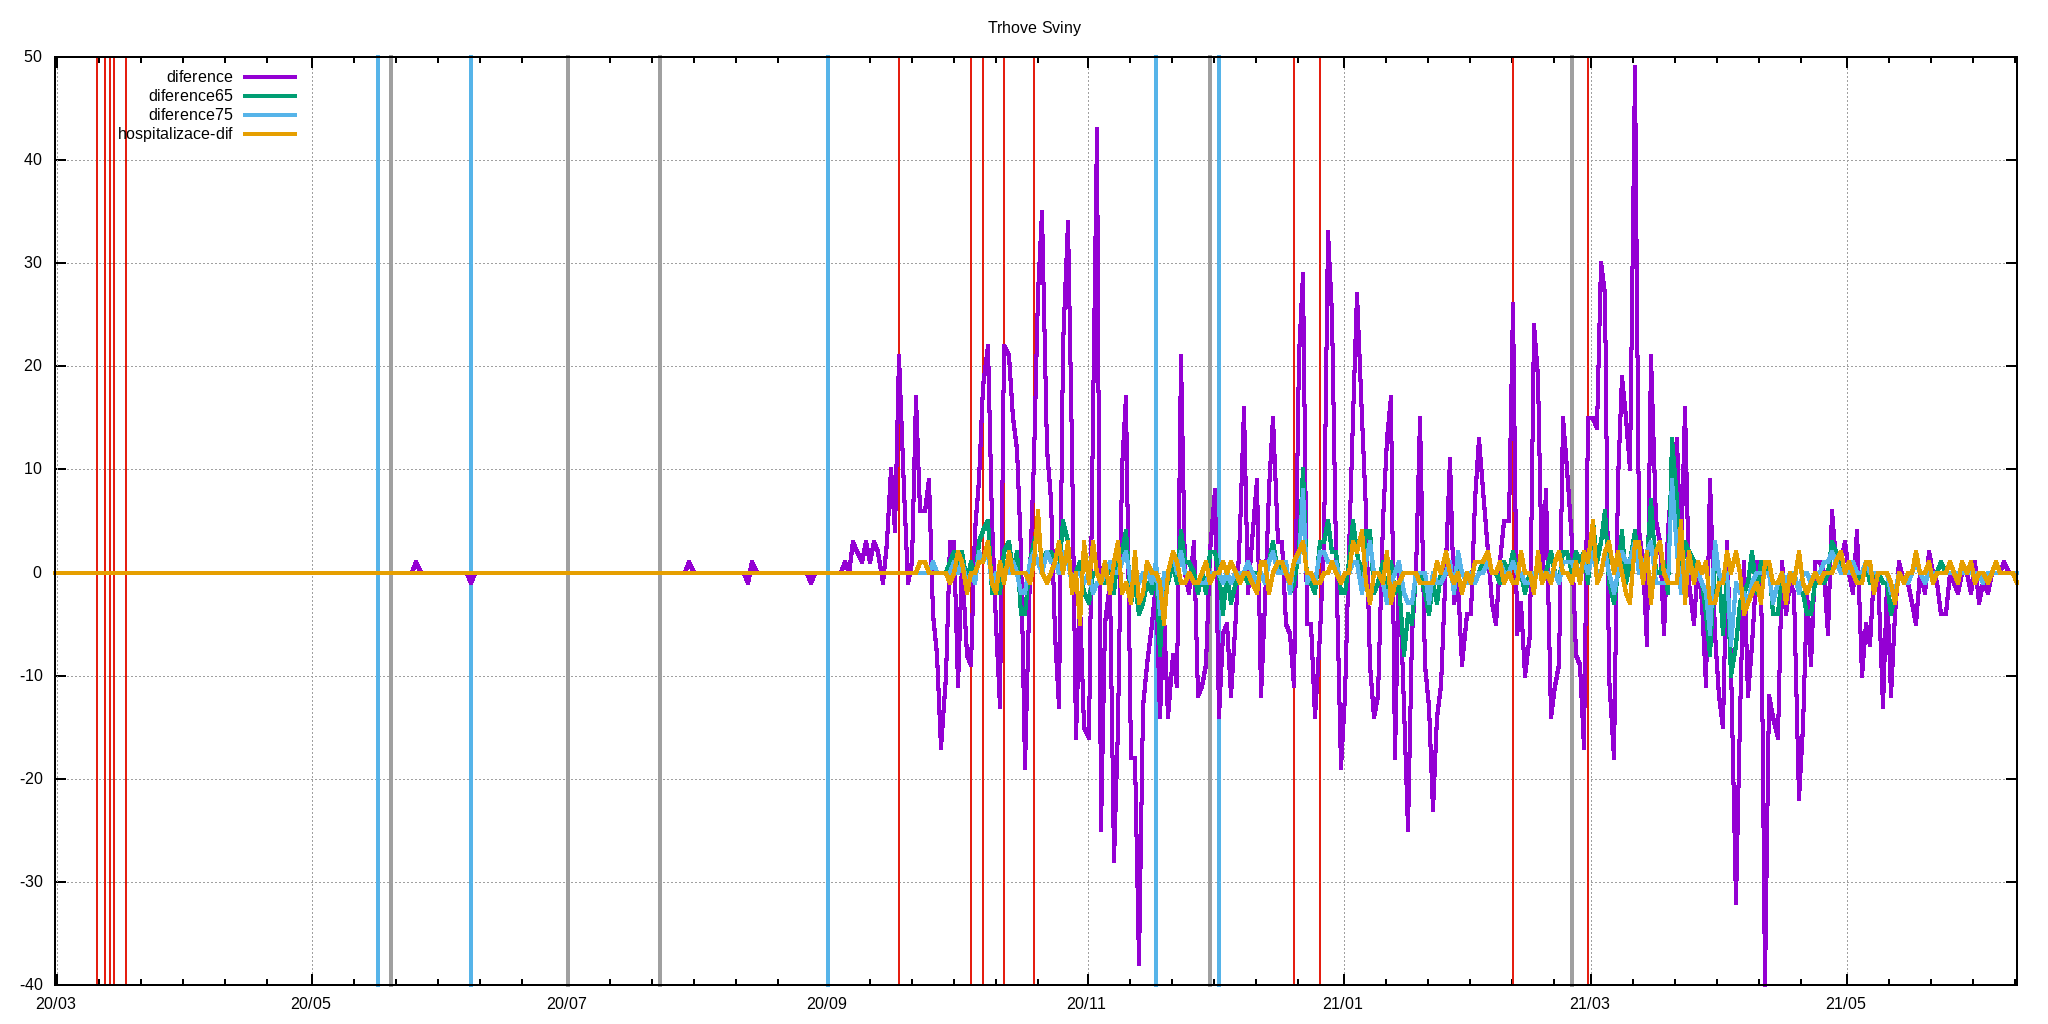 Trhove Sviny
50
diference
diference65
diference75
hospitalizace-dif
40
30
20
10
0
-10
-20
-30
-40
20/03 20/05 20/07 20/09 20/11 21/01 21/03 21/05